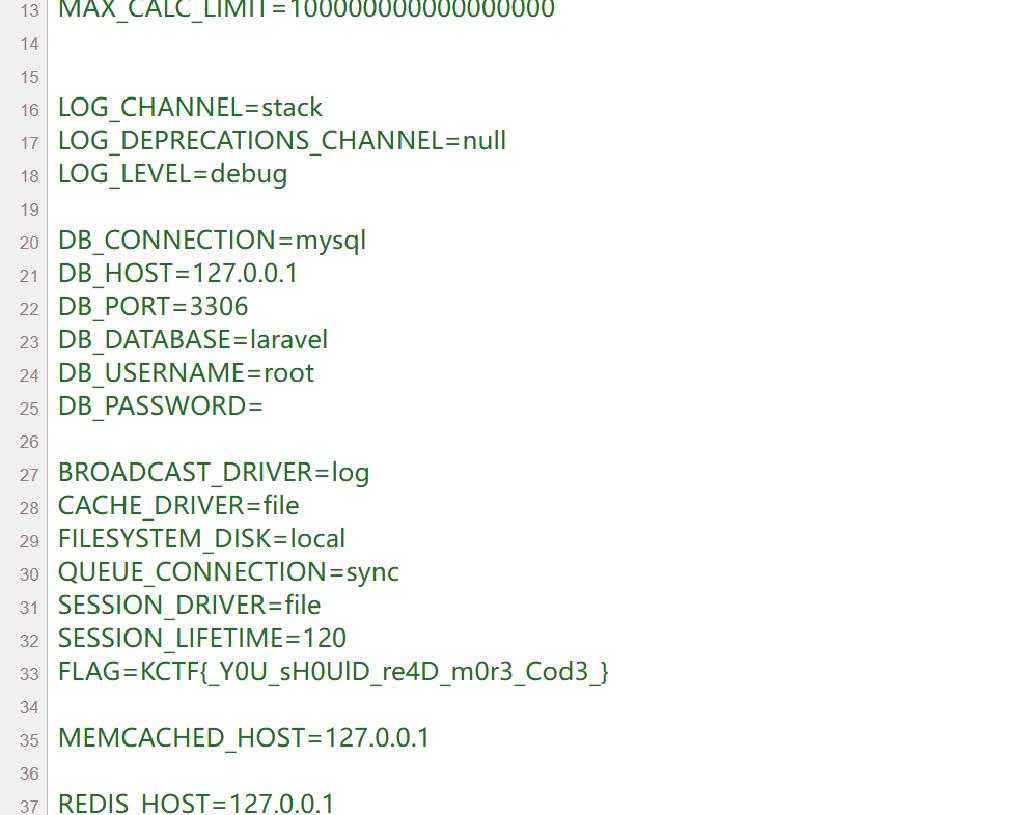 13 MAX_CALC_LIMIT=100000000000000000
14
15
16 LOG_CHANNEL=stack
17 LOG_DEPRECATIONS_CHANNEL=null
18 LOG_LEVEL=debug
19
20 DB_CONNECTION=mysql
21 DB_HOST=127.0.0.1
22 DB_PORT=3306
23 DB_DATABASE=laravel
24 DB_USERNAME=root
25 DB_PASSWORD=
26
27 BROADCAST_DRIVER=log
28 CACHE_DRIVER=file
29 FILESYSTEM_DISK=local
30 QUEUE_CONNECTION=sync
31 SESSION_DRIVER=file
32 SESSION_LIFETIME=120
33 FLAG=KCTF{_Y0U_sH0UlD_re4D_m0r3_Cod3_}
34
35 MEMCACHED_HOST=127.0.0.1
36
37 REDIS_HOST=127.0.0.1